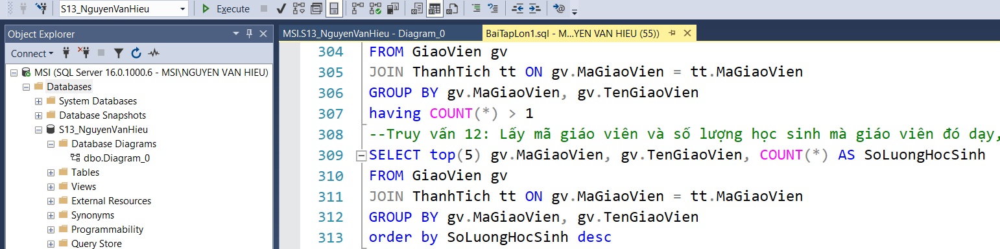 S13_NguyenVanHieu
Execute
Object Explorer
Connect
MSI (SQL Server 16.0.1000.6 - MSI\NGUYEN VAN HIEU)
Databases
System Databases
Database Snapshots
S13_NguyenVanHieu
Database Diagrams
dbo.Diagram_0
Tables
Views
External Resources
Synonyms
Programmability
Query Store
MSI.S13_NguyenVanHieu - Diagram_0
BaiTapLon1.sql - M...YEN VAN HIEU (55))
304 FROM GiaoVien gv
305 JOIN ThanhTich tt ON gv.MaGiaoVien = tt.MaGiaoVien
306 GROUP BY gv.MaGiaoVien, gv.TenGiaoVien
307 having COUNT(*) > 1
308 --Truy vấn 12: Lấy mã giáo viên và số lượng học sinh mà giáo viên đó dạy,
309 SELECT top(5) gv.MaGiaoVien, gv.TenGiaoVien, COUNT(*) AS SoLuongHocSinh
310 FROM GiaoVien gv
311 JOIN ThanhTich tt ON gv.MaGiaoVien = tt.MaGiaoVien
312 GROUP BY gv.MaGiaoVien, gv.TenGiaoVien
313 order by SoLuongHocSinh desc